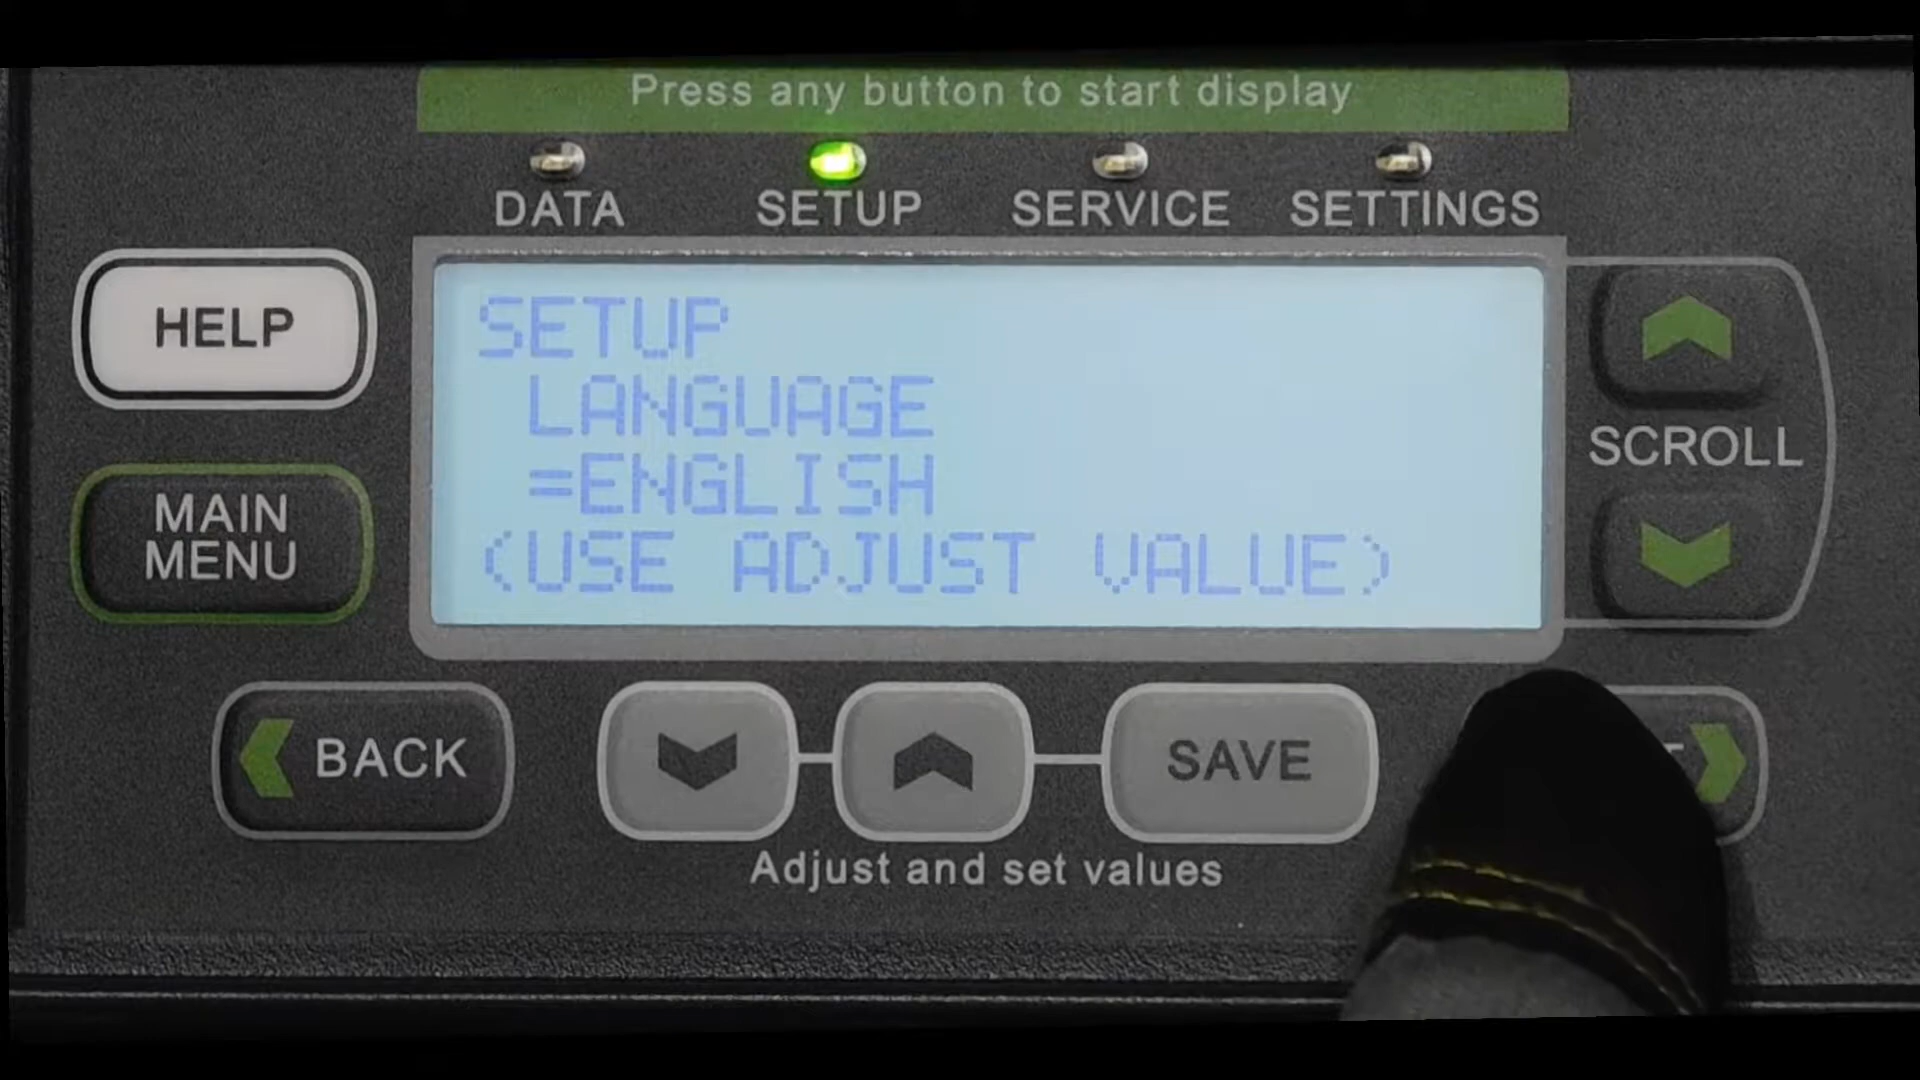 Press any button to start display
DATA SETUP SERVICE SETTINGS
HELP
SETUP
LANGUAGE
=ENGLISH
(USE ADJUST VALUE)
SCROLL
MAIN
MENU
BACK
SAVE
Adjust and set values